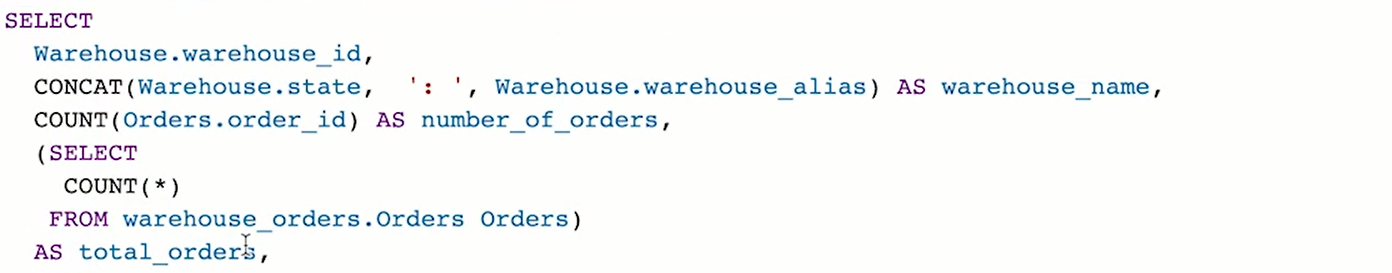 SELECT
  Warehouse.warehouse_id,
  CONCAT(Warehouse.state,  ': ', Warehouse.warehouse_alias) AS warehouse_name,
  COUNT(Orders.order_id) AS number_of_orders,
  (SELECT
    COUNT(*)
   FROM warehouse_orders.Orders Orders)
  AS total_orders,